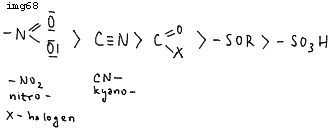 img68
-N O O| > C≡N > C O X > -SOR > -SO₃H
-NO₂ CN-
nitro- kyano-
X-halogen